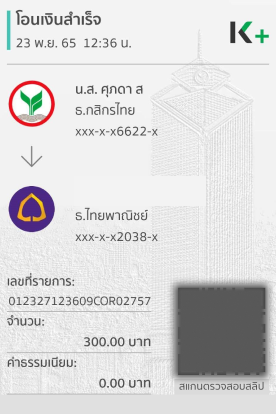 โอนเงินสำเร็จ
23 พ.ย. 65 12:36 น.
K+
น.ส. ศุภดา ส
ธ.กสิกรไทย
xxx-x-x6622-x
ธ.ไทยพาณิชย์
xxx-x-x2038-x
เลขที่รายการ:
012327123609COR02757
จำนวน:
300.00 บาท
ค่าธรรมเนียม:
0.00 บาท
สแกนตรวจสอบสลิป